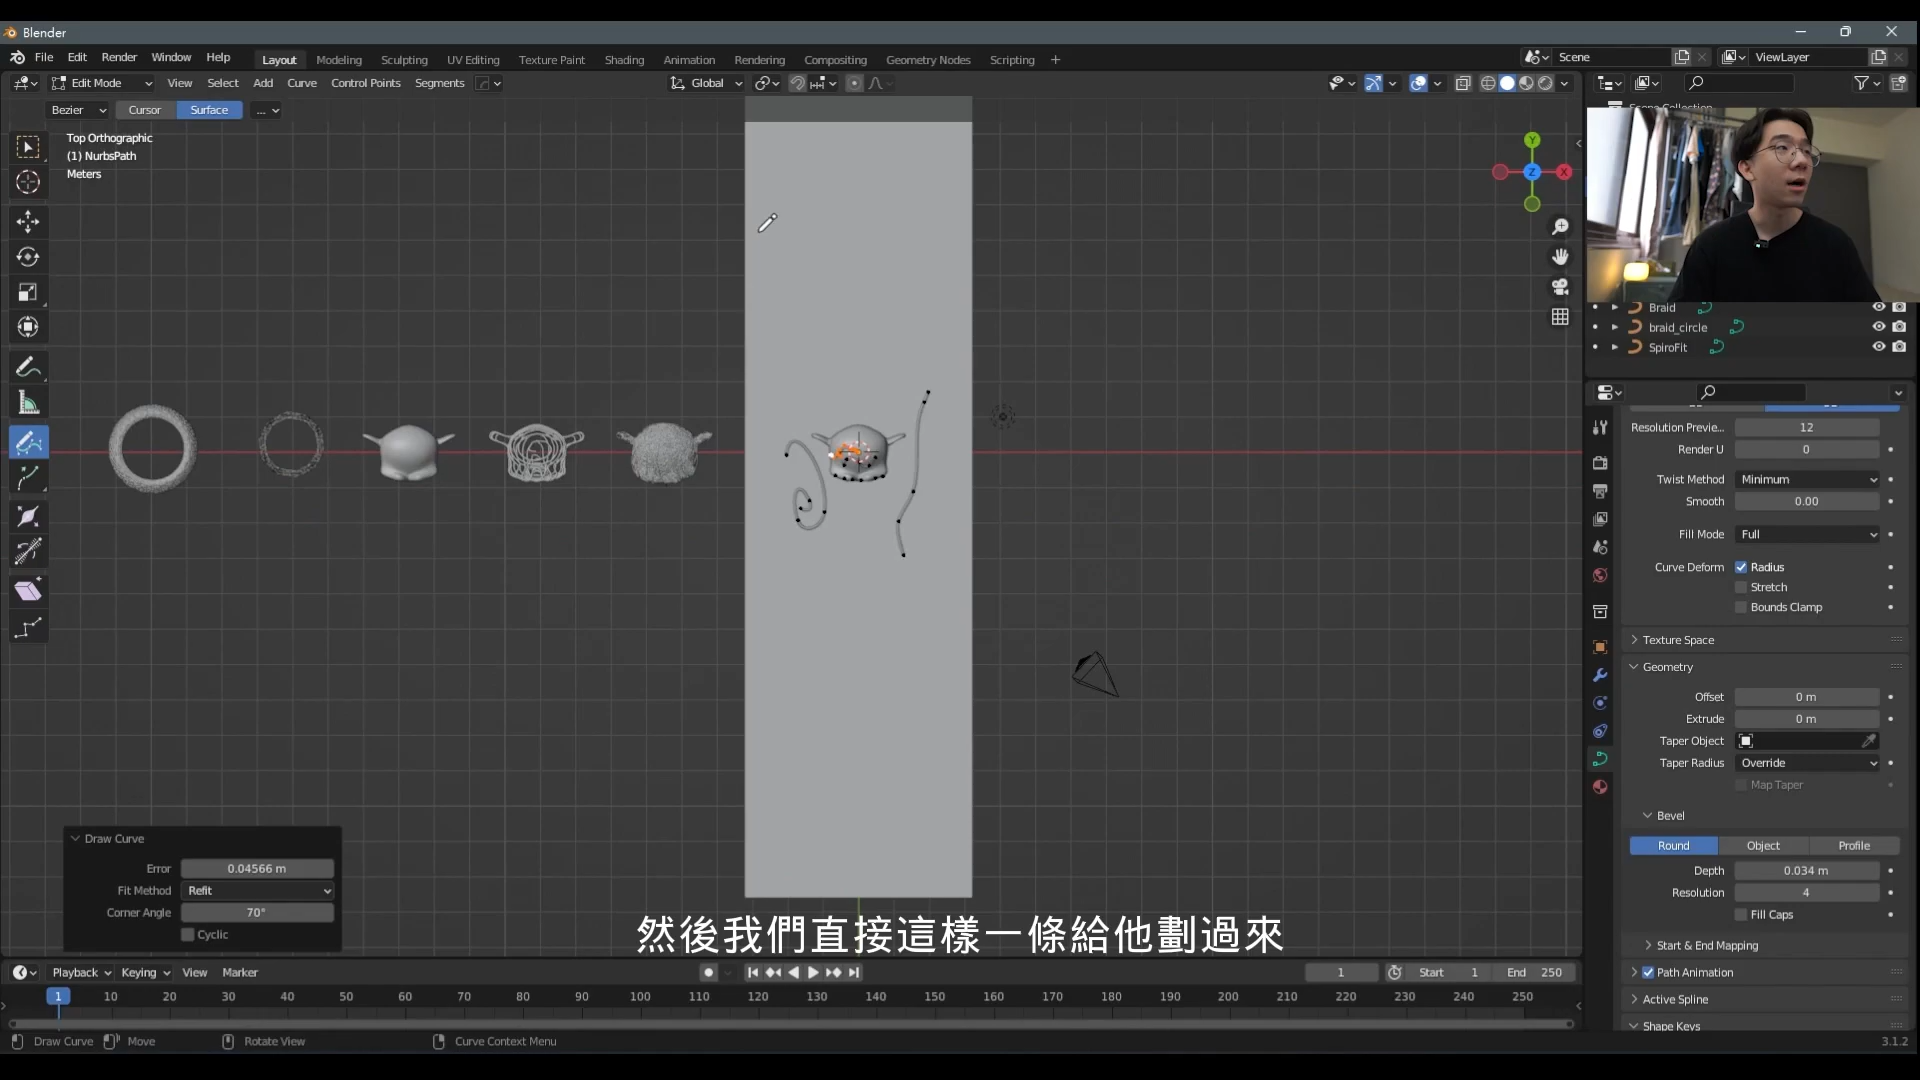 Blender
File Edit Render Window Help Layout Modeling Sculpting UV Editing Texture Paint Shading Animation Rendering Compositing Geometry Nodes Scripting + Scene ViewLayer
Edit Mode View Select Add Curve Control Points Segments Global
Bezier Cursor Surface ...
Top Orthographic
(1) NurbsPath
Meters
Y
Z X
Braid
braid_circle
SpiroFit
Resolution Previe... 12
Render U 0
Twist Method Minimum
Smooth 0.00
Fill Mode Full
Curve Deform Radius
Stretch
Bounds Clamp
Texture Space
Geometry
Offset 0 m
Extrude 0 m
Taper Object
Taper Radius Override
Map Taper
Bevel
Round Object Profile
Depth 0.034 m
Resolution 4
Fill Caps
Start & End Mapping
Path Animation
Active Spline
Shape Keys
Draw Curve
Error 0.04566 m
Fit Method Refit
Corner Angle 70°
Cyclic
然後我們直接這樣一條給他劃過來
Playback Keying View Marker 1 Start 1 End 250
1 10 20 30 40 50 60 70 80 90 100 110 120 130 140 150 160 170 180 190 200 210 220 230 240 250
Draw Curve Move Rotate View Curve Context Menu 3.1.2